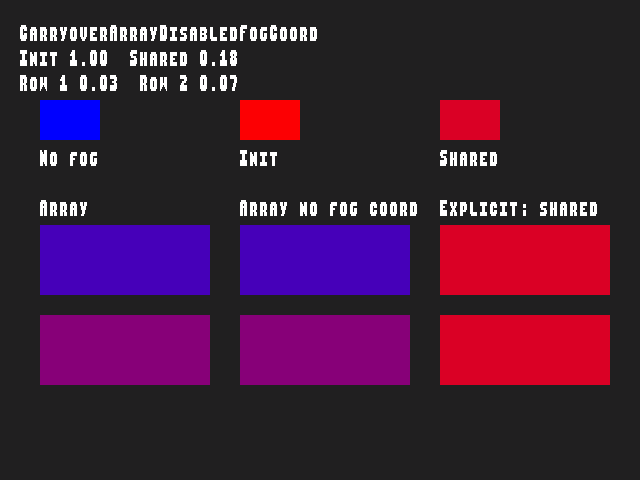 CarryoverArrayDisabledFogCoord
Init 1.00  Shared 0.18
Row 1 0.03  Row 2 0.07
No fog
Init
Shared
Array
Array no fog coord
Explicit: shared